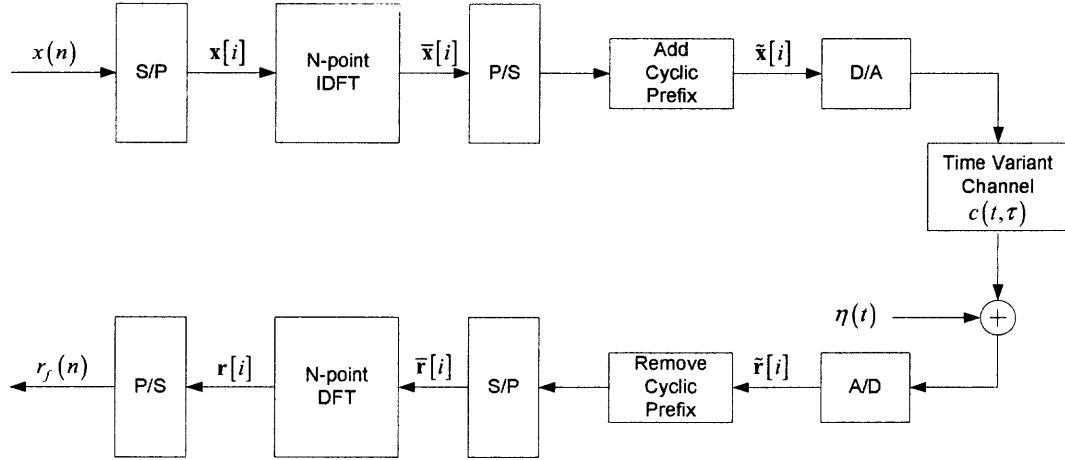 x(n)
S/P
𝐱[i]
N-point
IDFT
𝐱̅[i]
P/S
Add
Cyclic
Prefix
𝐱̃[i]
D/A
Time Variant
Channel
c(t,τ)
η(t)
+
A/D
𝐫̃[i]
Remove
Cyclic
Prefix
S/P
𝐫̅[i]
N-point
DFT
𝐫[i]
P/S
r_f(n)